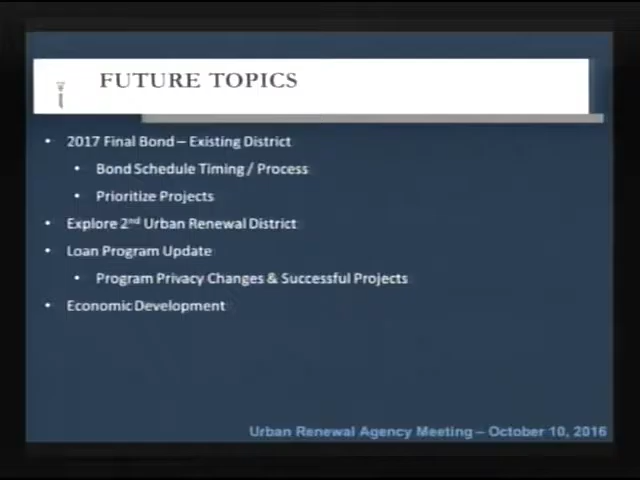 FUTURE TOPICS
• 2017 Final Bond – Existing District
• Bond Schedule Timing / Process
• Prioritize Projects
• Explore 2nd Urban Renewal District
• Loan Program Update
• Program Privacy Changes & Successful Projects
• Economic Development
Urban Renewal Agency Meeting – October 10, 2016